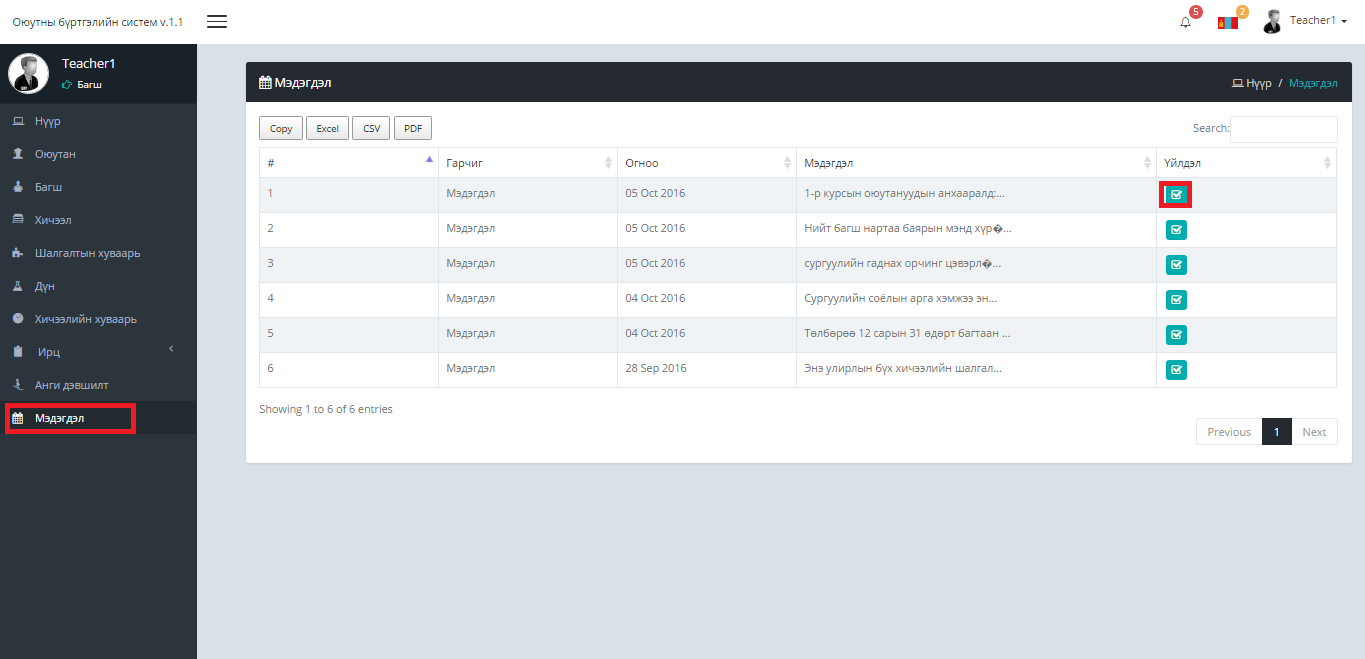 Оюутны бүртгэлийн систем v.1.1
5
2
Teacher1
Teacher1
Багш
Нүүр
Оюутан
Багш
Хичээл
Шалгалтын хуваарь
Дүн
Хичээлийн хуваарь
Ирц
Анги дэвшилт
Мэдэгдэл
Мэдэгдэл
Нүүр / Мэдэгдэл
Copy Excel CSV PDF
Search:
# Гарчиг Огноо Мэдэгдэл Үйлдэл
1 Мэдэгдэл 05 Oct 2016 1-р курсын оюутануудын анхааралд:...
2 Мэдэгдэл 05 Oct 2016 Нийт багш нартаа баярын мэнд хүр�...
3 Мэдэгдэл 05 Oct 2016 сургуулийн гаднах орчинг цэвэрл�...
4 Мэдэгдэл 04 Oct 2016 Сургуулийн соёлын арга хэмжээ эн...
5 Мэдэгдэл 04 Oct 2016 Төлбөрөө 12 сарын 31 өдөрт багтаан ...
6 Мэдэгдэл 28 Sep 2016 Энэ улирлын бүх хичээлийн шалгал...
Showing 1 to 6 of 6 entries
Previous 1 Next